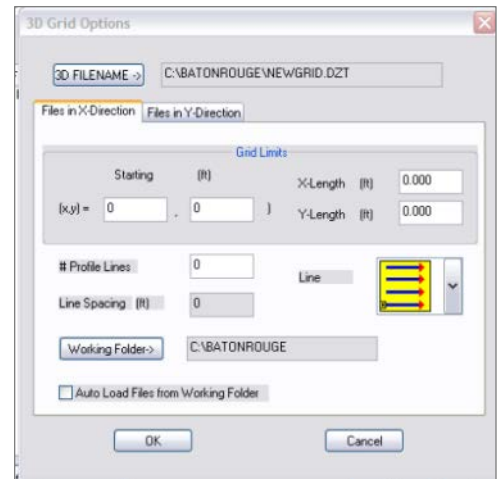 3D Grid Options
3D FILENAME -> C:\BATONROUGE\NEWGRID.DZT
Files in X-Direction Files in Y-Direction
Grid Limits
Starting (ft)
X-Length (ft) 0.000
(x,y) = 0 , 0 )
Y-Length (ft) 0.000
# Profile Lines 0
Line
Line Spacing (ft) 0
Working Folder-> C:\BATONROUGE
Auto Load Files from Working Folder
OK Cancel